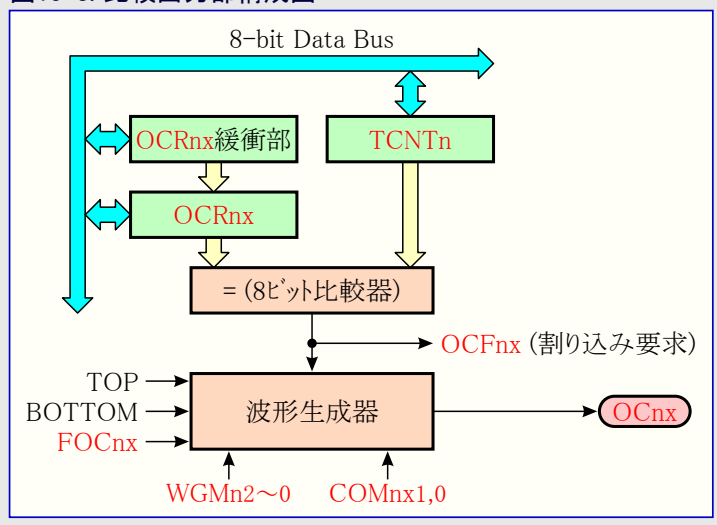 8-bit Data Bus
OCRnx緩衝部
TCNTn
OCRnx
= (8ビット比較器)
OCFnx (割り込み要求)
TOP
BOTTOM
FOCnx
波形生成器
OCnx
WGMn2～0
COMnx1,0